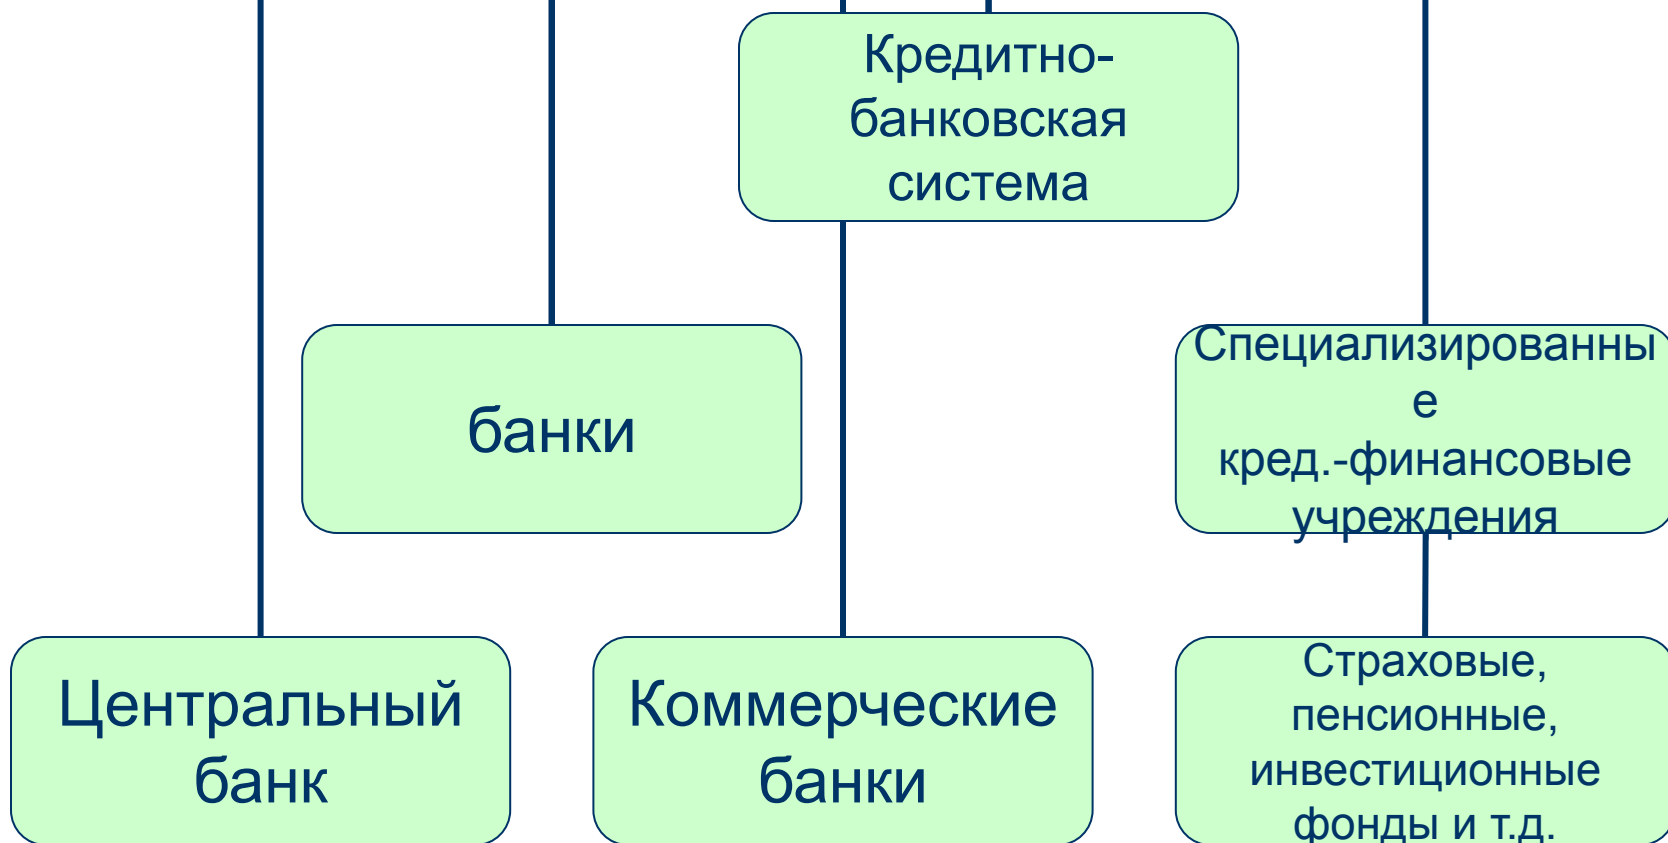 Кредитно-
банковская
система
банки
Специализированны
е
кред.-финансовые
учреждения
Центральный
банк
Коммерческие
банки
Страховые,
пенсионные,
инвестиционные
фонды и т.д.